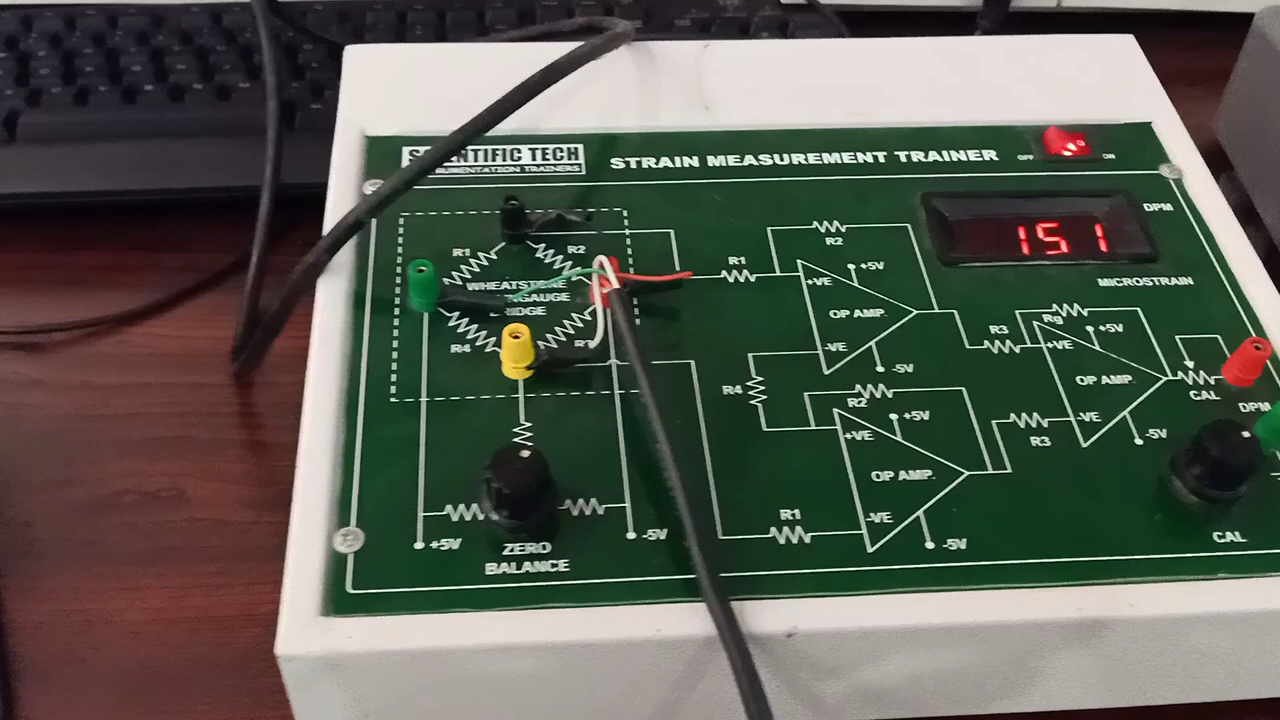 SCIENTIFIC TECH
STRAIN MEASUREMENT TRAINER
OFF
ON
DPM
151
MICROSTRAIN
R1
R2
WHEATSTONE
R4
R1
R2
+VE
+5V
OP AMP.
-VE
-5V
R4
R2
+5V
+VE
OP AMP.
-VE
-5V
R1
R3
R3
Rg
+VE
+5V
OP AMP.
-VE
-5V
CAL
DPM
CAL
+5V
-5V
ZERO
BALANCE